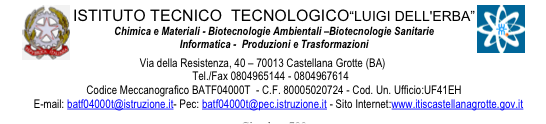 ISTITUTO TECNICO TECNOLOGICO“LUIGI DELL'ERBA”
Chimica e Materiali - Biotecnologie Ambientali –Biotecnologie Sanitarie
Informatica - Produzioni e Trasformazioni
Via della Resistenza, 40 – 70013 Castellana Grotte (BA)
Tel./Fax 0804965144 - 0804967614
Codice Meccanografico BATF04000T - C.F. 80005020724 - Cod. Un. Ufficio:UF41EH
E-mail: batf04000t@istruzione.it- Pec: batf04000t@pec.istruzione.it - Sito Internet:www.itiscastellanagrotte.gov.it